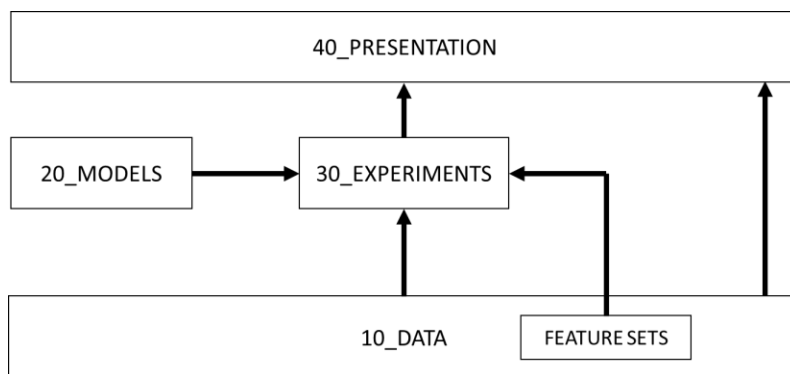 40_PRESENTATION
20_MODELS
30_EXPERIMENTS
10_DATA
FEATURE SETS